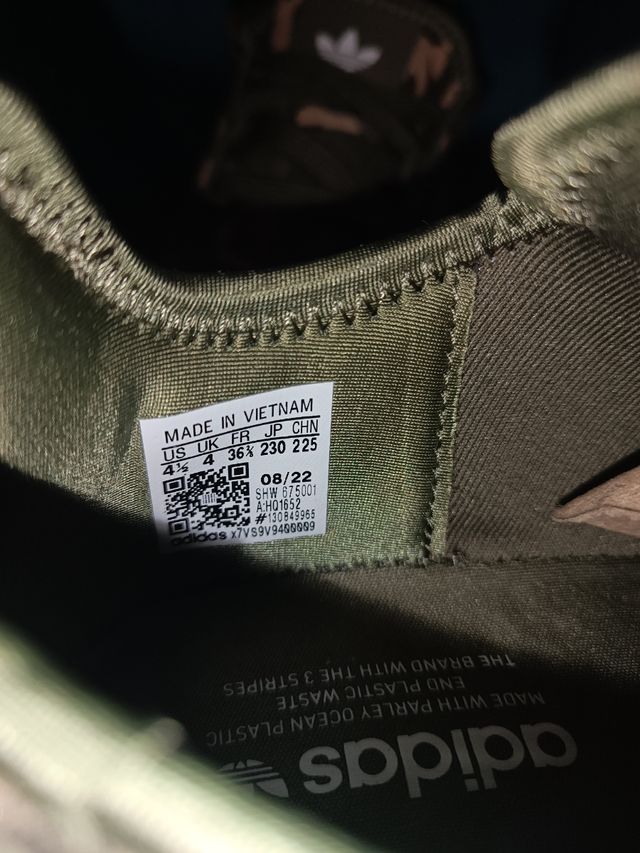 MADE IN VIETNAM
US UK FR JP CHN
4½ 4 36⅔ 230 225
08/22
SHW 675001
A:HQ1652
#130849965
adidas x7VS9V9400009
adidas
MADE WITH PARLEY OCEAN PLASTIC
END PLASTIC WASTE
THE BRAND WITH THE 3 STRIPES